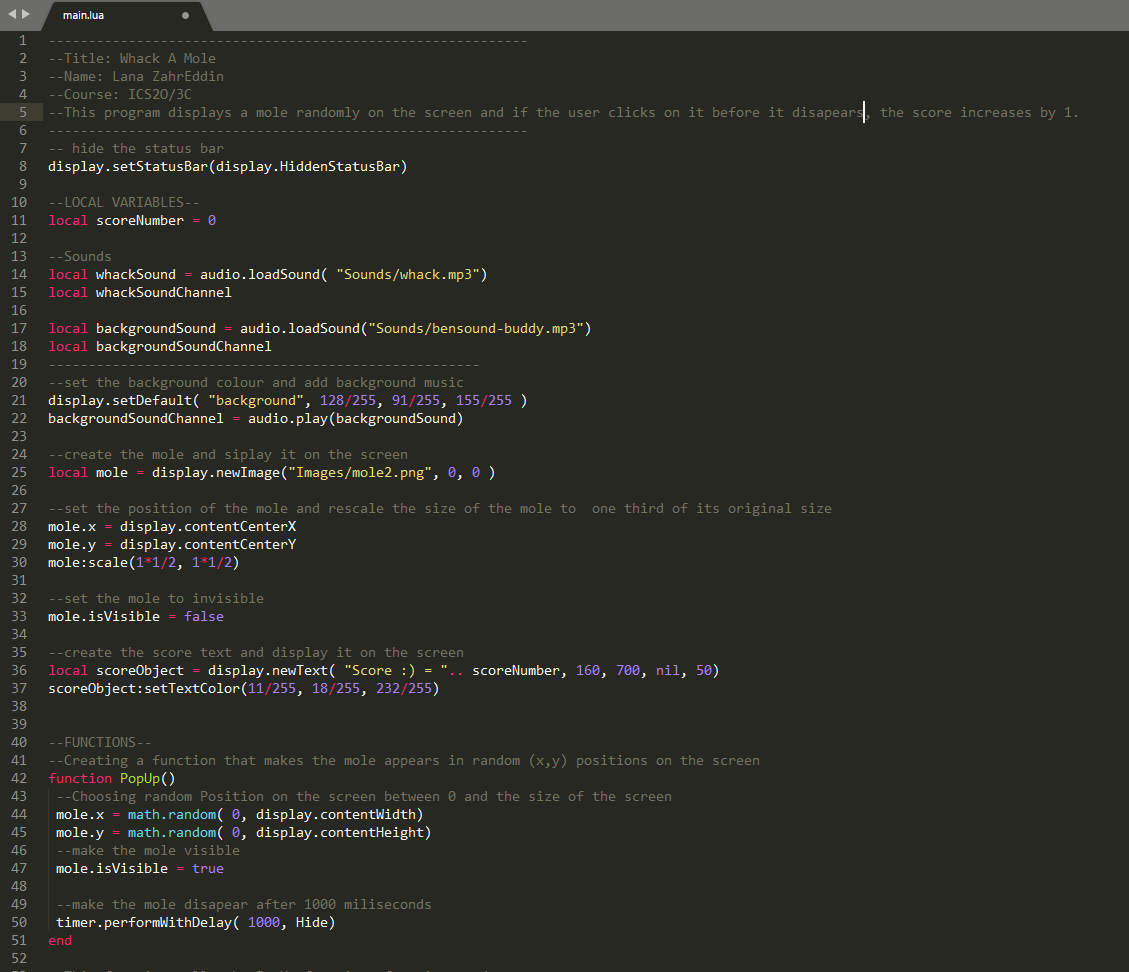 main.lua
1 ------------------------------------------------------------
2 --Title: Whack A Mole
3 --Name: Lana ZahrEddin
4 --Course: ICS2O/3C
5 --This program displays a mole randomly on the screen and if the user clicks on it before it disapears, the score increases by 1.
6 ------------------------------------------------------------
7 -- hide the status bar
8 display.setStatusBar(display.HiddenStatusBar)
9
10 --LOCAL VARIABLES--
11 local scoreNumber = 0
12
13 --Sounds
14 local whackSound = audio.loadSound( "Sounds/whack.mp3")
15 local whackSoundChannel
16
17 local backgroundSound = audio.loadSound("Sounds/bensound-buddy.mp3")
18 local backgroundSoundChannel
19 ------------------------------------------------------
20 --set the background colour and add background music
21 display.setDefault( "background", 128/255, 91/255, 155/255 )
22 backgroundSoundChannel = audio.play(backgroundSound)
23
24 --create the mole and siplay it on the screen
25 local mole = display.newImage("Images/mole2.png", 0, 0 )
26
27 --set the position of the mole and rescale the size of the mole to  one third of its original size
28 mole.x = display.contentCenterX
29 mole.y = display.contentCenterY
30 mole:scale(1*1/2, 1*1/2)
31
32 --set the mole to invisible
33 mole.isVisible = false
34
35 --create the score text and display it on the screen
36 local scoreObject = display.newText( "Score :) = ".. scoreNumber, 160, 700, nil, 50)
37 scoreObject:setTextColor(11/255, 18/255, 232/255)
38
39
40 --FUNCTIONS--
41 --Creating a function that makes the mole appears in random (x,y) positions on the screen
42 function PopUp()
43 --Choosing random Position on the screen between 0 and the size of the screen
44 mole.x = math.random( 0, display.contentWidth)
45 mole.y = math.random( 0, display.contentHeight)
46 --make the mole visible
47 mole.isVisible = true
48
49 --make the mole disapear after 1000 miliseconds
50 timer.performWithDelay( 1000, Hide)
51 end
52